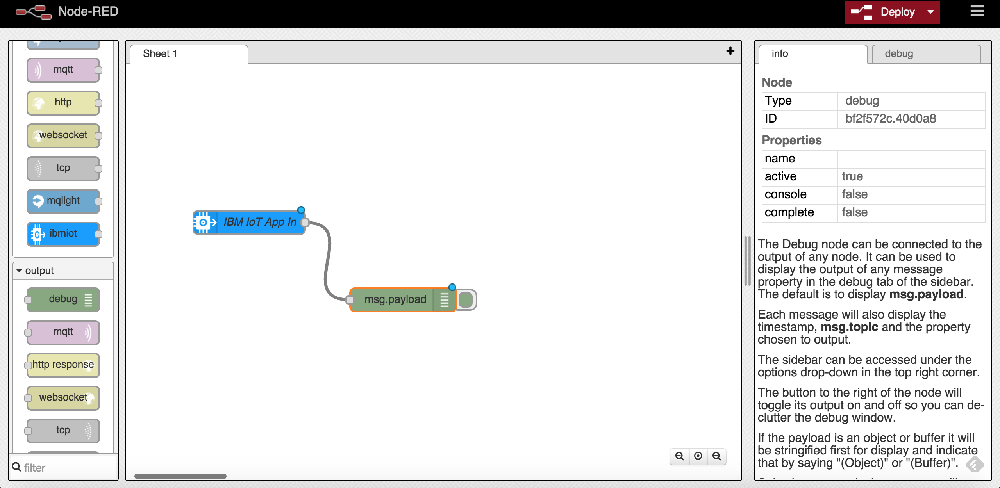 Node-RED
Deploy
mqtt
http
websocket
tcp
mqlight
ibmiot
output
debug
mqtt
http response
websocket
tcp
filter
Sheet 1
IBM IoT App In
msg.payload
info
debug
Node
Type debug
ID bf2f572c.40d0a8
Properties
name
active true
console false
complete false
The Debug node can be connected to the
output of any node. It can be used to
display the output of any message
property in the debug tab of the sidebar.
The default is to display msg.payload.
Each message will also display the
timestamp, msg.topic and the property
chosen to output.
The sidebar can be accessed under the
options drop-down in the top right corner.
The button to the right of the node will
toggle its output on and off so you can de-
clutter the debug window.
If the payload is an object or buffer it will
be stringified first for display and indicate
that by saying "(Object)" or "(Buffer)".